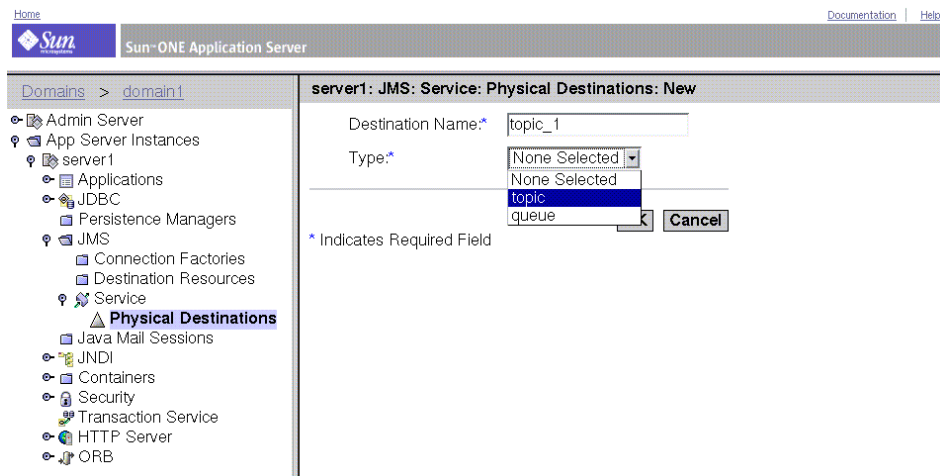 Home
Documentation | Help
Sun
microsystems
Sun™ ONE Application Server
Domains > domain1
Admin Server
App Server Instances
server1
Applications
JDBC
Persistence Managers
JMS
Connection Factories
Destination Resources
Service
Physical Destinations
Java Mail Sessions
JNDI
Containers
Security
Transaction Service
HTTP Server
ORB
server1: JMS: Service: Physical Destinations: New
Destination Name:* topic_1
Type:* None Selected
None Selected
topic
queue
K Cancel
* Indicates Required Field